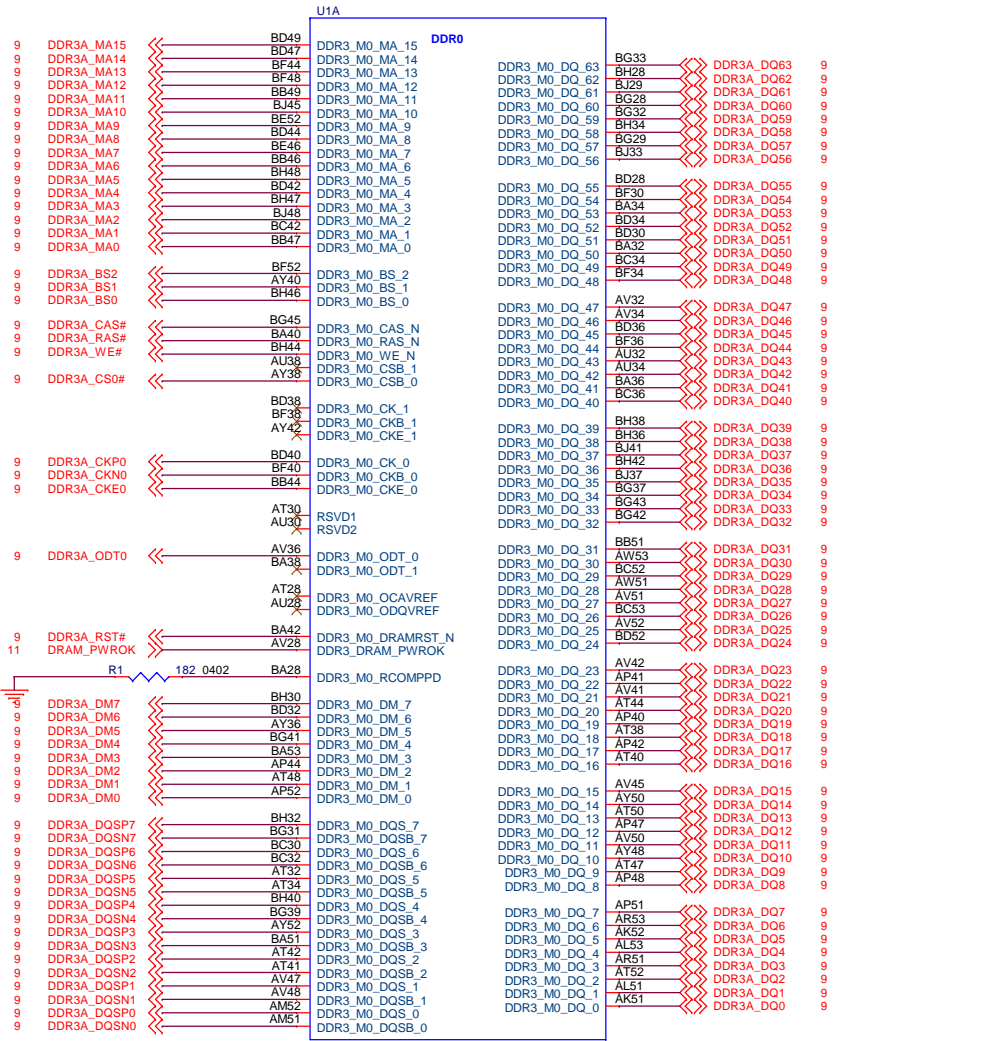 U1A
DDR0
9 DDR3A_MA15 BD49 DDR3_M0_MA_15
9 DDR3A_MA14 BD47 DDR3_M0_MA_14
9 DDR3A_MA13 BF44 DDR3_M0_MA_13
9 DDR3A_MA12 BF48 DDR3_M0_MA_12
9 DDR3A_MA11 BB49 DDR3_M0_MA_11
9 DDR3A_MA10 BJ45 DDR3_M0_MA_10
9 DDR3A_MA9 BE52 DDR3_M0_MA_9
9 DDR3A_MA8 BD44 DDR3_M0_MA_8
9 DDR3A_MA7 BE46 DDR3_M0_MA_7
9 DDR3A_MA6 BB46 DDR3_M0_MA_6
9 DDR3A_MA5 BH48 DDR3_M0_MA_5
9 DDR3A_MA4 BD42 DDR3_M0_MA_4
9 DDR3A_MA3 BH47 DDR3_M0_MA_3
9 DDR3A_MA2 BJ48 DDR3_M0_MA_2
9 DDR3A_MA1 BC42 DDR3_M0_MA_1
9 DDR3A_MA0 BB47 DDR3_M0_MA_0
9 DDR3A_BS2 BF52 DDR3_M0_BS_2
9 DDR3A_BS1 AY40 DDR3_M0_BS_1
9 DDR3A_BS0 BH46 DDR3_M0_BS_0
9 DDR3A_CAS# BG45 DDR3_M0_CAS_N
9 DDR3A_RAS# BA40 DDR3_M0_RAS_N
9 DDR3A_WE# BH44 DDR3_M0_WE_N
AU38 DDR3_M0_CSB_1
9 DDR3A_CS0# AY38 DDR3_M0_CSB_0
BD38 DDR3_M0_CK_1
BF38 DDR3_M0_CKB_1
AY42 DDR3_M0_CKE_1
9 DDR3A_CKP0 BD40 DDR3_M0_CK_0
9 DDR3A_CKN0 BF40 DDR3_M0_CKB_0
9 DDR3A_CKE0 BB44 DDR3_M0_CKE_0
AT30 RSVD1
AU30 RSVD2
9 DDR3A_ODT0 AV36 DDR3_M0_ODT_0
BA38 DDR3_M0_ODT_1
AT28 DDR3_M0_OCAVREF
AU28 DDR3_M0_ODQVREF
9 DDR3A_RST# BA42 DDR3_M0_DRAMRST_N
11 DRAM_PWROK AV28 DDR3_DRAM_PWROK
R1 182 0402 BA28 DDR3_M0_RCOMPPD
9 DDR3A_DM7 BH30 DDR3_M0_DM_7
9 DDR3A_DM6 BD32 DDR3_M0_DM_6
9 DDR3A_DM5 AY36 DDR3_M0_DM_5
9 DDR3A_DM4 BG41 DDR3_M0_DM_4
9 DDR3A_DM3 BA53 DDR3_M0_DM_3
9 DDR3A_DM2 AP44 DDR3_M0_DM_2
9 DDR3A_DM1 AT48 DDR3_M0_DM_1
9 DDR3A_DM0 AP52 DDR3_M0_DM_0
9 DDR3A_DQSP7 BH32 DDR3_M0_DQS_7
9 DDR3A_DQSN7 BG31 DDR3_M0_DQSB_7
9 DDR3A_DQSP6 BC30 DDR3_M0_DQS_6
9 DDR3A_DQSN6 BC32 DDR3_M0_DQSB_6
9 DDR3A_DQSP5 AT32 DDR3_M0_DQS_5
9 DDR3A_DQSN5 AT34 DDR3_M0_DQSB_5
9 DDR3A_DQSP4 BH40 DDR3_M0_DQS_4
9 DDR3A_DQSN4 BG39 DDR3_M0_DQSB_4
9 DDR3A_DQSP3 AY52 DDR3_M0_DQS_3
9 DDR3A_DQSN3 BA51 DDR3_M0_DQSB_3
9 DDR3A_DQSP2 AT42 DDR3_M0_DQS_2
9 DDR3A_DQSN2 AT41 DDR3_M0_DQSB_2
9 DDR3A_DQSP1 AV47 DDR3_M0_DQS_1
9 DDR3A_DQSN1 AV48 DDR3_M0_DQSB_1
9 DDR3A_DQSP0 AM52 DDR3_M0_DQS_0
9 DDR3A_DQSN0 AM51 DDR3_M0_DQSB_0
DDR3_M0_DQ_63 BG33 DDR3A_DQ63 9
DDR3_M0_DQ_62 BH28 DDR3A_DQ62 9
DDR3_M0_DQ_61 BJ29 DDR3A_DQ61 9
DDR3_M0_DQ_60 BG28 DDR3A_DQ60 9
DDR3_M0_DQ_59 BG32 DDR3A_DQ59 9
DDR3_M0_DQ_58 BH34 DDR3A_DQ58 9
DDR3_M0_DQ_57 BG29 DDR3A_DQ57 9
DDR3_M0_DQ_56 BJ33 DDR3A_DQ56 9
DDR3_M0_DQ_55 BD28 DDR3A_DQ55 9
DDR3_M0_DQ_54 BF30 DDR3A_DQ54 9
DDR3_M0_DQ_53 BA34 DDR3A_DQ53 9
DDR3_M0_DQ_52 BD34 DDR3A_DQ52 9
DDR3_M0_DQ_51 BD30 DDR3A_DQ51 9
DDR3_M0_DQ_50 BA32 DDR3A_DQ50 9
DDR3_M0_DQ_49 BC34 DDR3A_DQ49 9
DDR3_M0_DQ_48 BF34 DDR3A_DQ48 9
DDR3_M0_DQ_47 AV32 DDR3A_DQ47 9
DDR3_M0_DQ_46 AV34 DDR3A_DQ46 9
DDR3_M0_DQ_45 BD36 DDR3A_DQ45 9
DDR3_M0_DQ_44 BF36 DDR3A_DQ44 9
DDR3_M0_DQ_43 AU32 DDR3A_DQ43 9
DDR3_M0_DQ_42 AU34 DDR3A_DQ42 9
DDR3_M0_DQ_41 BA36 DDR3A_DQ41 9
DDR3_M0_DQ_40 BC36 DDR3A_DQ40 9
DDR3_M0_DQ_39 BH38 DDR3A_DQ39 9
DDR3_M0_DQ_38 BH36 DDR3A_DQ38 9
DDR3_M0_DQ_37 BJ41 DDR3A_DQ37 9
DDR3_M0_DQ_36 BH42 DDR3A_DQ36 9
DDR3_M0_DQ_35 BJ37 DDR3A_DQ35 9
DDR3_M0_DQ_34 BG37 DDR3A_DQ34 9
DDR3_M0_DQ_33 BG43 DDR3A_DQ33 9
DDR3_M0_DQ_32 BG42 DDR3A_DQ32 9
DDR3_M0_DQ_31 BB51 DDR3A_DQ31 9
DDR3_M0_DQ_30 AW53 DDR3A_DQ30 9
DDR3_M0_DQ_29 BC52 DDR3A_DQ29 9
DDR3_M0_DQ_28 AW51 DDR3A_DQ28 9
DDR3_M0_DQ_27 AV51 DDR3A_DQ27 9
DDR3_M0_DQ_26 BC53 DDR3A_DQ26 9
DDR3_M0_DQ_25 AV52 DDR3A_DQ25 9
DDR3_M0_DQ_24 BD52 DDR3A_DQ24 9
DDR3_M0_DQ_23 AV42 DDR3A_DQ23 9
DDR3_M0_DQ_22 AP41 DDR3A_DQ22 9
DDR3_M0_DQ_21 AV41 DDR3A_DQ21 9
DDR3_M0_DQ_20 AT44 DDR3A_DQ20 9
DDR3_M0_DQ_19 AP40 DDR3A_DQ19 9
DDR3_M0_DQ_18 AT38 DDR3A_DQ18 9
DDR3_M0_DQ_17 AP42 DDR3A_DQ17 9
DDR3_M0_DQ_16 AT40 DDR3A_DQ16 9
DDR3_M0_DQ_15 AV45 DDR3A_DQ15 9
DDR3_M0_DQ_14 AY50 DDR3A_DQ14 9
DDR3_M0_DQ_13 AT50 DDR3A_DQ13 9
DDR3_M0_DQ_12 AP47 DDR3A_DQ12 9
DDR3_M0_DQ_11 AV50 DDR3A_DQ11 9
DDR3_M0_DQ_10 AY48 DDR3A_DQ10 9
DDR3_M0_DQ_9 AT47 DDR3A_DQ9 9
DDR3_M0_DQ_8 AP48 DDR3A_DQ8 9
DDR3_M0_DQ_7 AP51 DDR3A_DQ7 9
DDR3_M0_DQ_6 AR53 DDR3A_DQ6 9
DDR3_M0_DQ_5 AK52 DDR3A_DQ5 9
DDR3_M0_DQ_4 AL53 DDR3A_DQ4 9
DDR3_M0_DQ_3 AR51 DDR3A_DQ3 9
DDR3_M0_DQ_2 AT52 DDR3A_DQ2 9
DDR3_M0_DQ_1 AL51 DDR3A_DQ1 9
DDR3_M0_DQ_0 AK51 DDR3A_DQ0 9